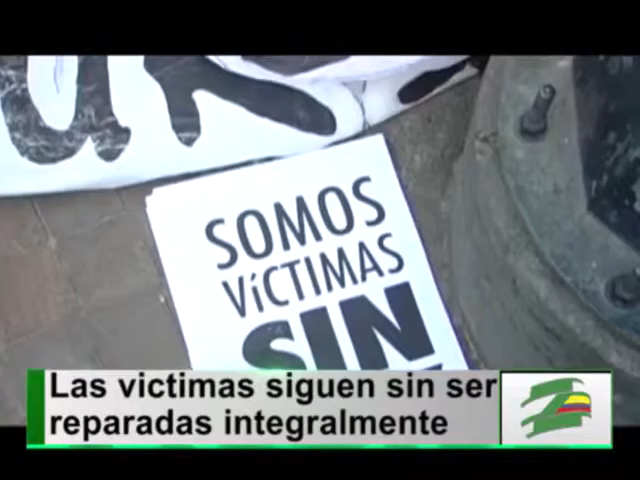 SOMOS
VíCTIMAS
SIN
Las victimas siguen sin ser
reparadas integralmente